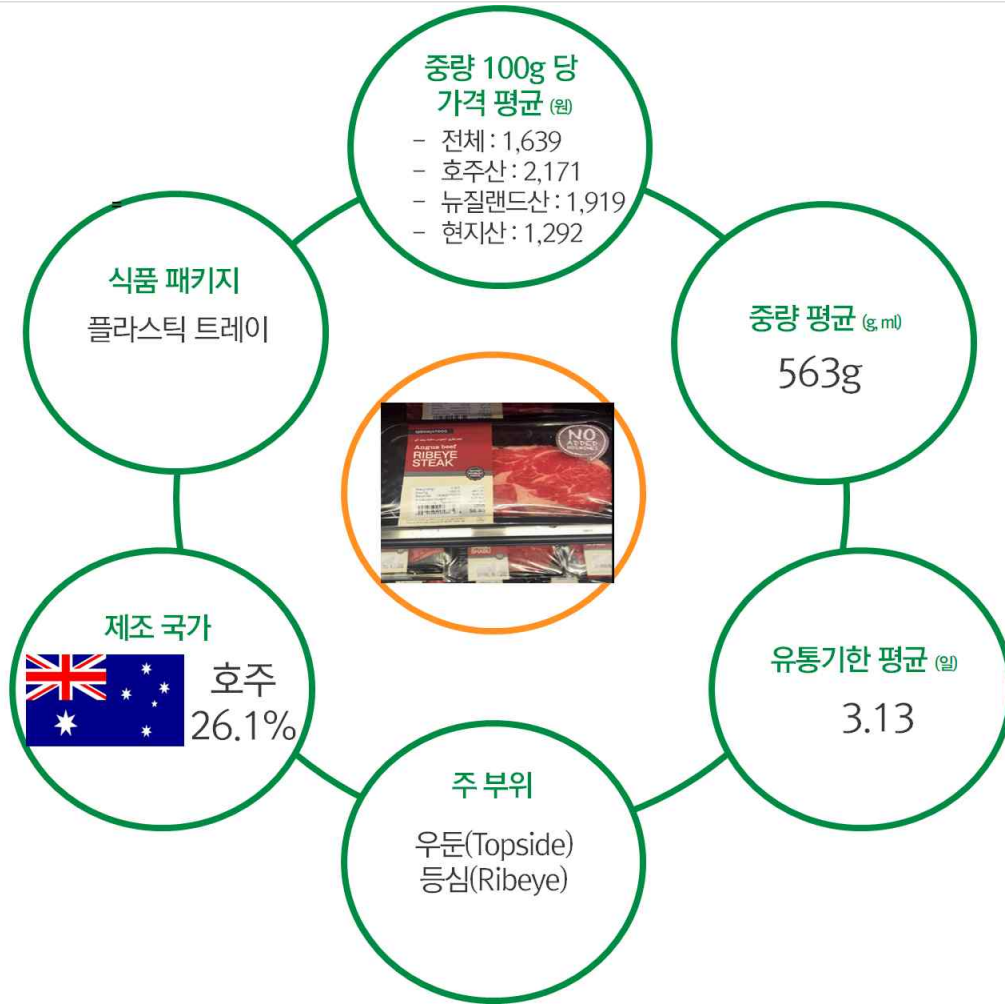 중량 100g 당
가격 평균 (원)
- 전체 : 1,639
- 호주산 : 2,171
- 뉴질랜드산 : 1,919
- 현지산 : 1,292
식품 패키지
플라스틱 트레이
중량 평균 (g, ml)
563g
Angus beef
RIBEYE
STEAK
NO
ADDED
제조 국가
호주
26.1%
유통기한 평균 (일)
3.13
주 부위
우둔(Topside)
등심(Ribeye)